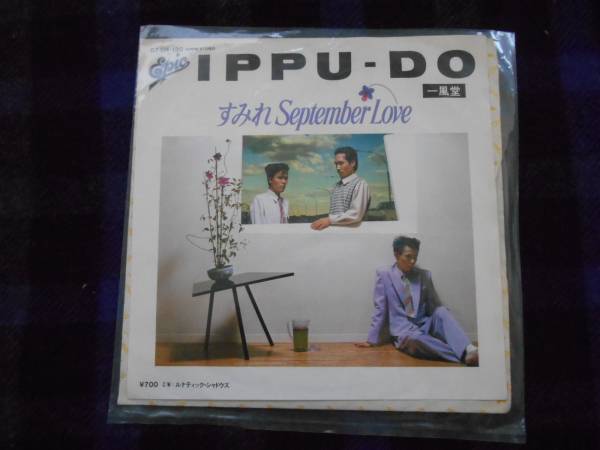 Epic
IPPU-DO
一風堂
すみれ September Love
¥700 C/W ルナティック・シャドウズ